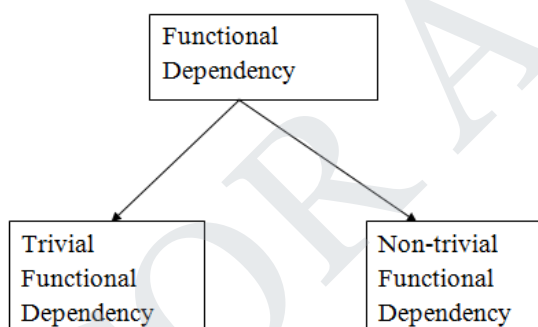 Functional
Dependency
Trivial
Functional
Dependency
Non-trivial
Functional
Dependency